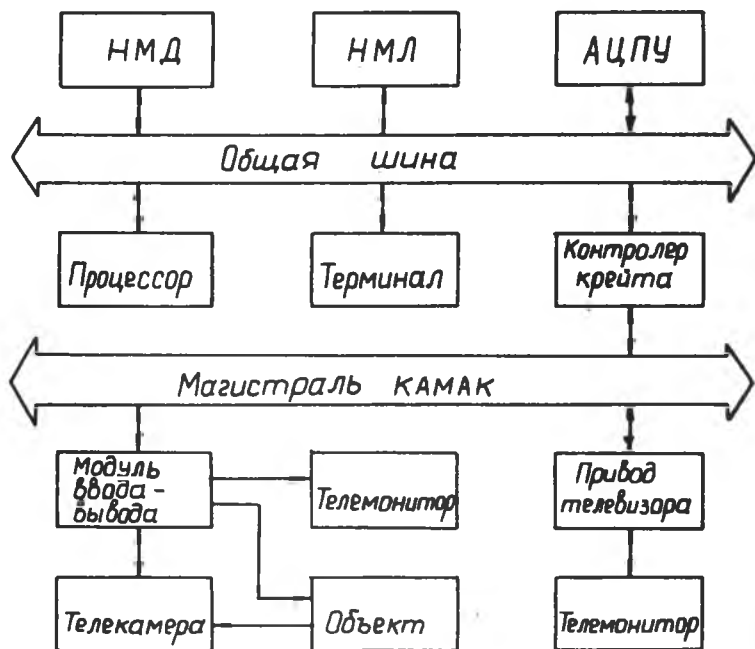 НМД
НМЛ
АЦПУ
Общая шина
Процессор
Терминал
Контролер
крейта
Магистраль КАМАК
Модуль
ввода-
вывода
Телемонитор
Привод
телевизора
Телекамера
Объект
Телемонитор